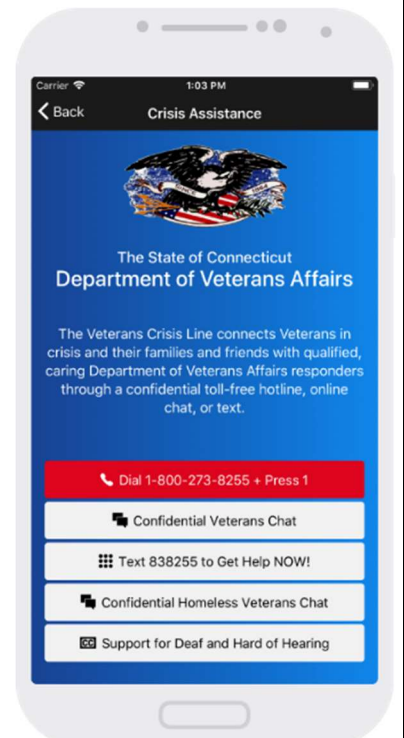 Carrier
1:03 PM
Back
Crisis Assistance
The State of Connecticut
Department of Veterans Affairs
The Veterans Crisis Line connects Veterans in
crisis and their families and friends with qualified,
caring Department of Veterans Affairs responders
through a confidential toll-free hotline, online
chat, or text.
Dial 1-800-273-8255 + Press 1
Confidential Veterans Chat
Text 838255 to Get Help NOW!
Confidential Homeless Veterans Chat
CC Support for Deaf and Hard of Hearing